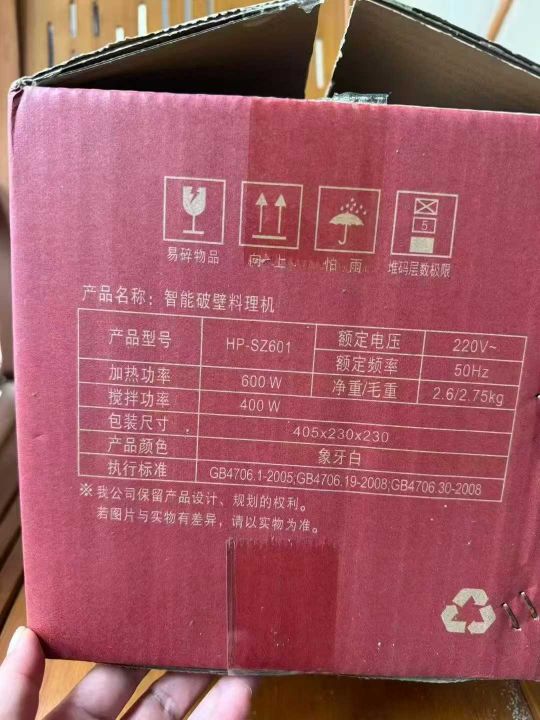 5
易碎物品 向上 怕雨 堆码层数极限
产品名称：智能破壁料理机
产品型号 HP-SZ601 额定电压 220V~
额定频率 50Hz
加热功率 600 W 净重/毛重 2.6/2.75kg
搅拌功率 400 W
包装尺寸 405x230x230
产品颜色 象牙白
执行标准 GB4706.1-2005;GB4706.19-2008;GB4706.30-2008
※ 我公司保留产品设计、规划的权利。
若图片与实物有差异，请以实物为准。